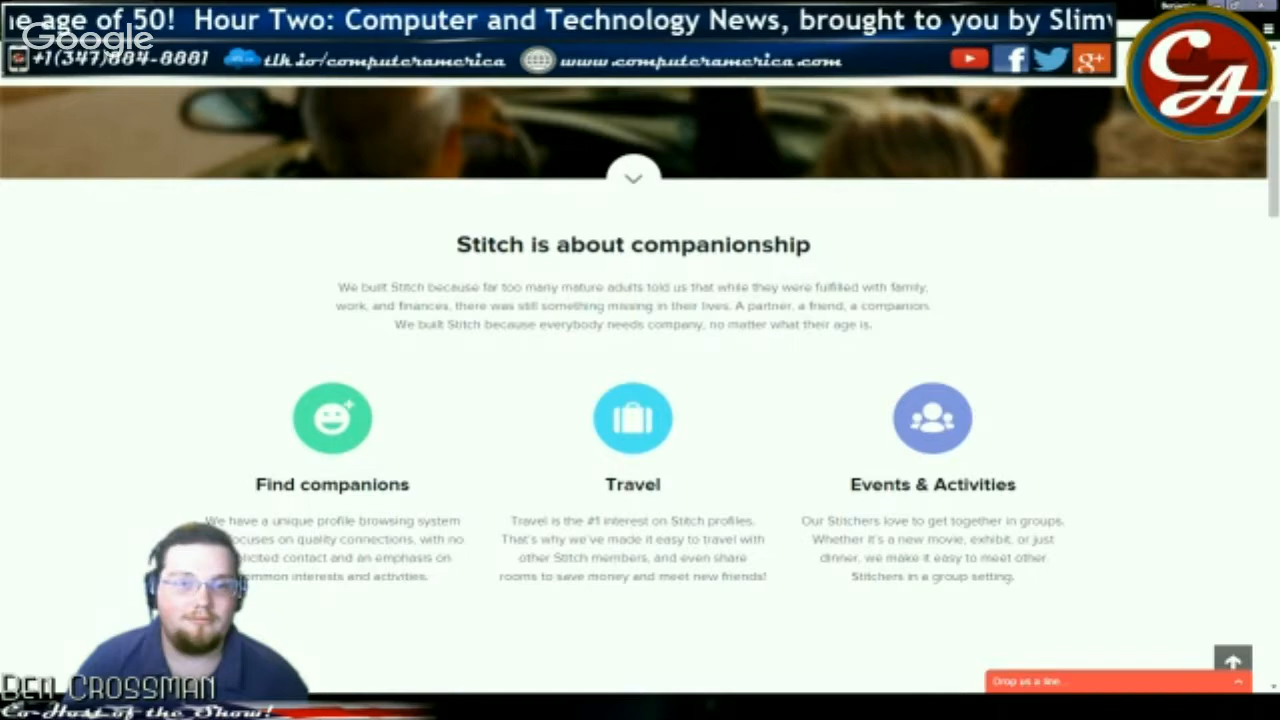 e age of 50! Hour Two: Computer and Technology News, brought to you by Slim
Google
+1(347)884-8881 tlk.io/computeramerica www.computeramerica.com
g+
CA
Stitch is about companionship
We built Stitch because far too many mature adults told us that while they were fulfilled with family,
work, and finances, there was still something missing in their lives. A partner, a friend, a companion.
We built Stitch because everybody needs company, no matter what their age is.
Find companions
We have a unique profile browsing system
focuses on quality connections, with no
licited contact and an emphasis on
mmon interests and activities.
Travel
Travel is the #1 interest on Stitch profiles.
That's why we've made it easy to travel with
other Stitch members, and even share
rooms to save money and meet new friends!
Events & Activities
Our Stitchers love to get together in groups.
Whether it's a new movie, exhibit, or just
dinner, we make it easy to meet other
Stitchers in a group setting.
Drop us a line...
Ben Crossman
Co-Host of the Show!